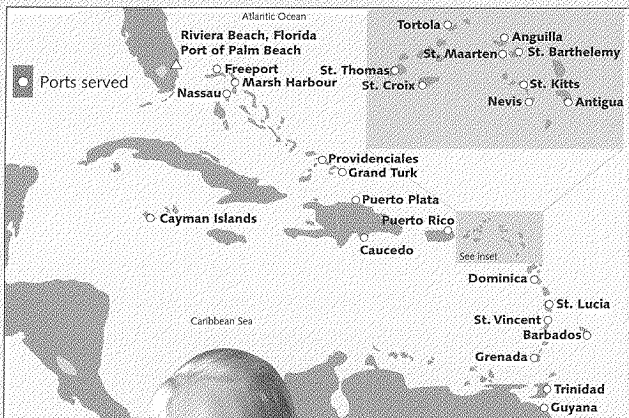 Atlantic Ocean
Riviera Beach, Florida
Port of Palm Beach
Ports served
Freeport
Marsh Harbour
Nassau
Tortola
Anguilla
St. Maarten
St. Barthelemy
St. Thomas
St. Croix
St. Kitts
Nevis
Antigua
Providenciales
Grand Turk
Puerto Plata
Cayman Islands
Puerto Rico
Caucedo
See inset
Dominica
St. Lucia
Caribbean Sea
St. Vincent
Barbados
Grenada
Trinidad
Guyana